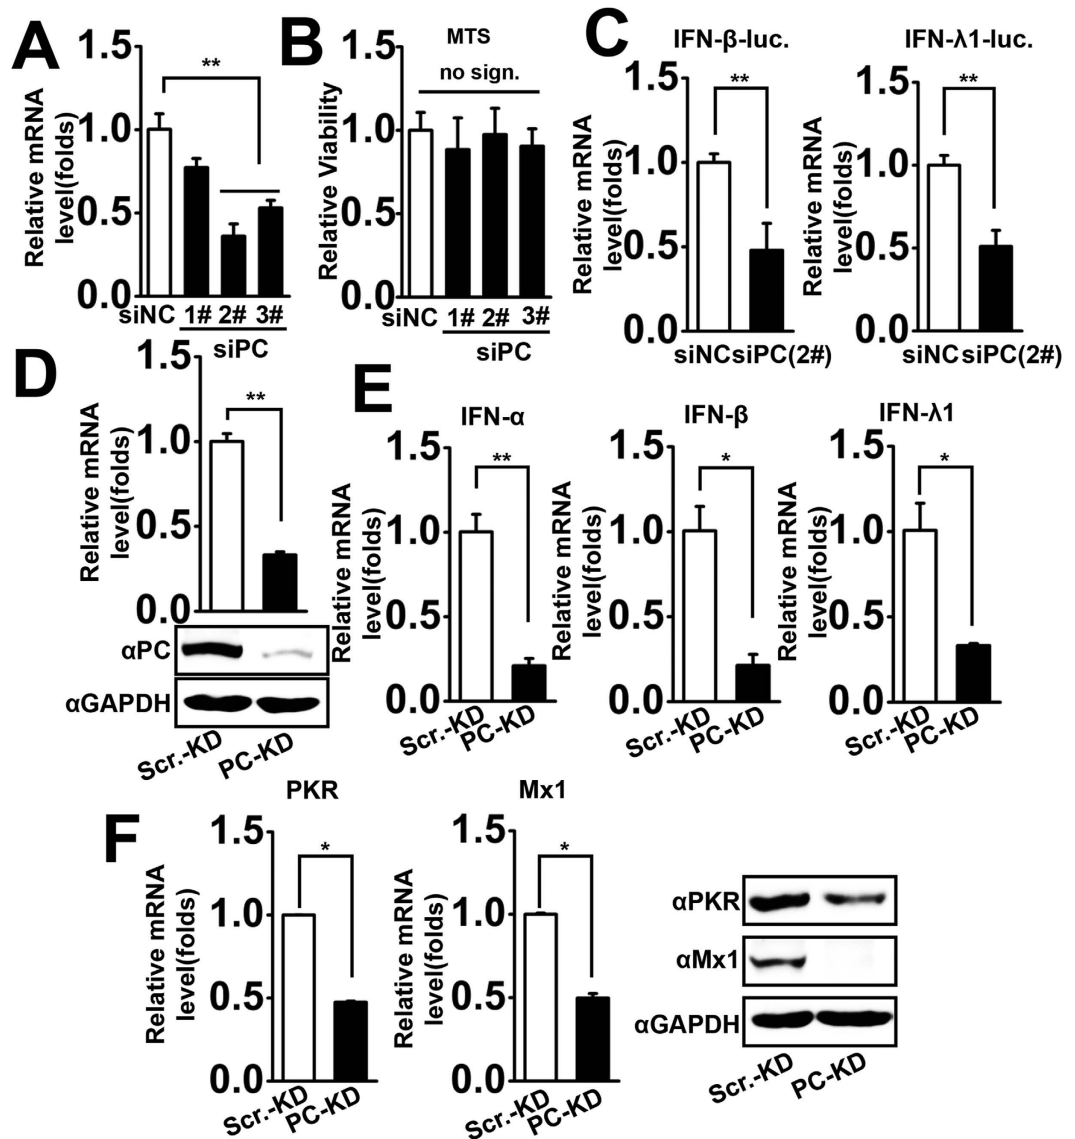 A
Relative mRNA
level(folds)
1.5
1.0
0.5
0.0
**
siNC
1# 2# 3#
siPC
B
Relative Viability
1.5
1.0
0.5
0.0
MTS
no sign.
siNC
1# 2# 3#
siPC
C
IFN-β-luc.
Relative mRNA
level(folds)
1.5
1.0
0.5
0.0
**
siNC siPC(2#)
IFN-λ1-luc.
Relative mRNA
level(folds)
1.5
1.0
0.5
0.0
**
siNC siPC(2#)
D
Relative mRNA
level(folds)
1.5
1.0
0.5
0.0
**
αPC
αGAPDH
Scr.-KD PC-KD
E
IFN-α
Relative mRNA
level(folds)
1.5
1.0
0.5
0.0
**
Scr.-KD PC-KD
IFN-β
Relative mRNA
level(folds)
1.5
1.0
0.5
0.0
*
Scr.-KD PC-KD
IFN-λ1
Relative mRNA
level(folds)
1.5
1.0
0.5
0.0
*
Scr.-KD PC-KD
F
PKR
Relative mRNA
level(folds)
1.5
1.0
0.5
0.0
*
Scr.-KD PC-KD
Mx1
Relative mRNA
level(folds)
1.5
1.0
0.5
0.0
*
Scr.-KD PC-KD
αPKR
αMx1
αGAPDH
Scr.-KD PC-KD